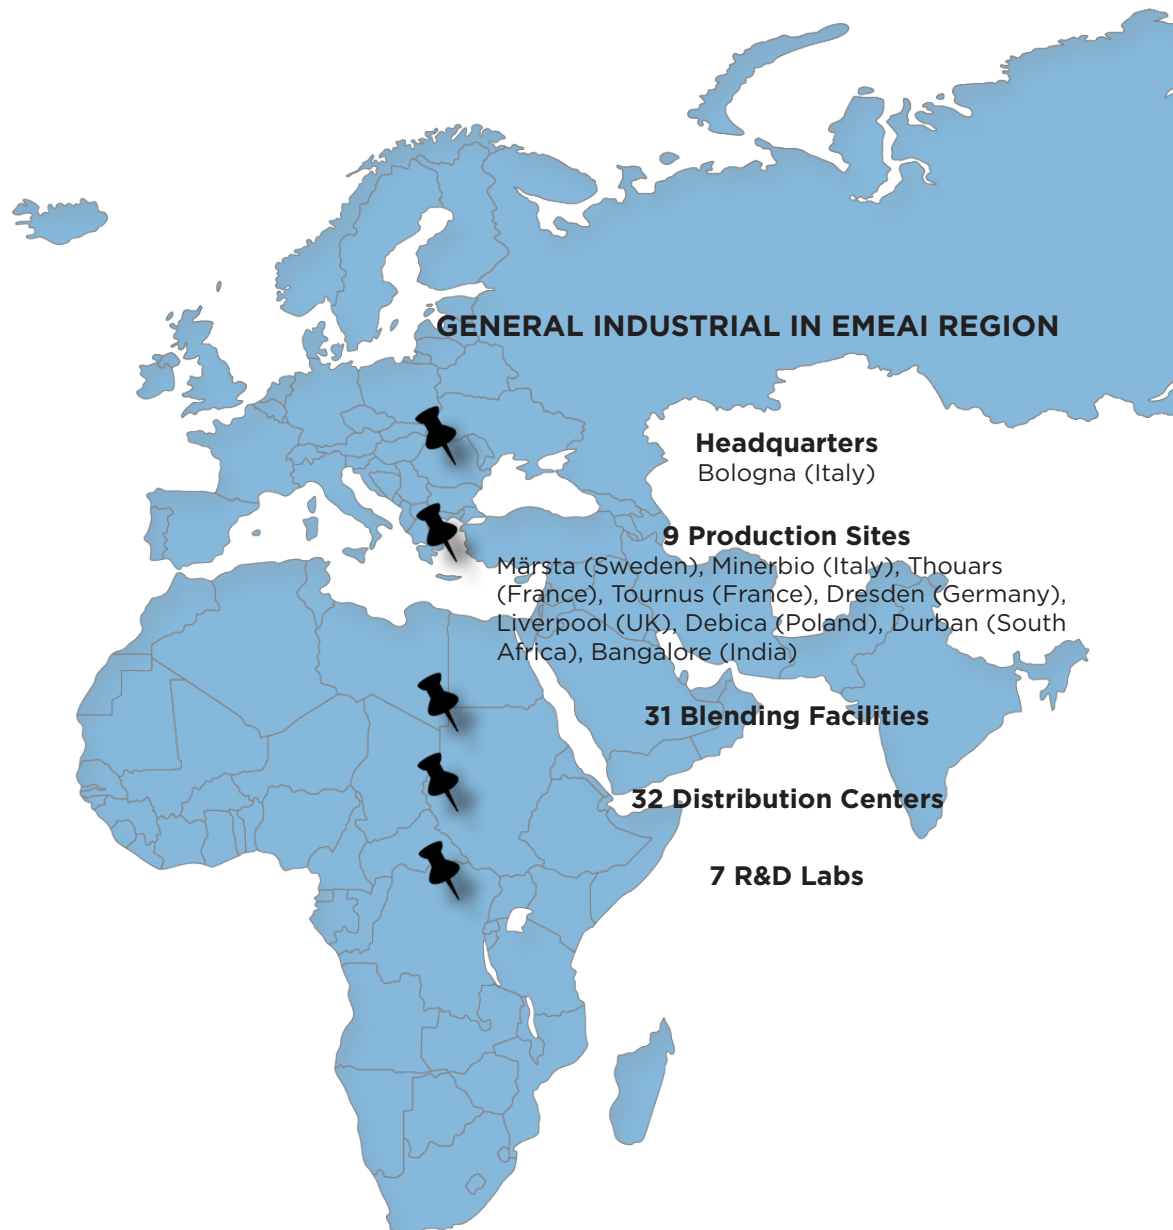 GENERAL INDUSTRIAL IN EMEAI REGION
Headquarters
Bologna (Italy)
9 Production Sites
Märsta (Sweden), Minerbio (Italy), Thouars
(France), Tournus (France), Dresden (Germany),
Liverpool (UK), Debica (Poland), Durban (South
Africa), Bangalore (India)
31 Blending Facilities
32 Distribution Centers
7 R&D Labs